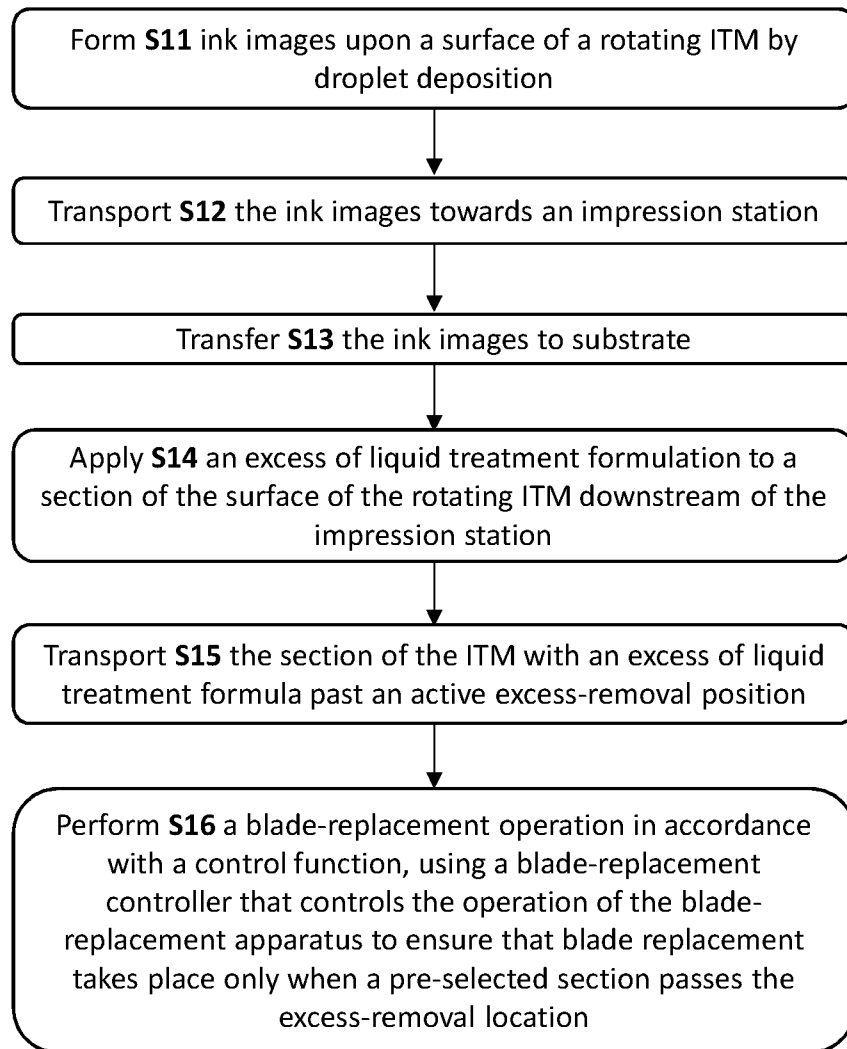 Form S11 ink images upon a surface of a rotating ITM by
droplet deposition
Transport S12 the ink images towards an impression station
Transfer S13 the ink images to substrate
Apply S14 an excess of liquid treatment formulation to a
section of the surface of the rotating ITM downstream of the
impression station
Transport S15 the section of the ITM with an excess of liquid
treatment formula past an active excess-removal position
Perform S16 a blade-replacement operation in accordance
with a control function, using a blade-replacement
controller that controls the operation of the blade-
replacement apparatus to ensure that blade replacement
takes place only when a pre-selected section passes the
excess-removal location